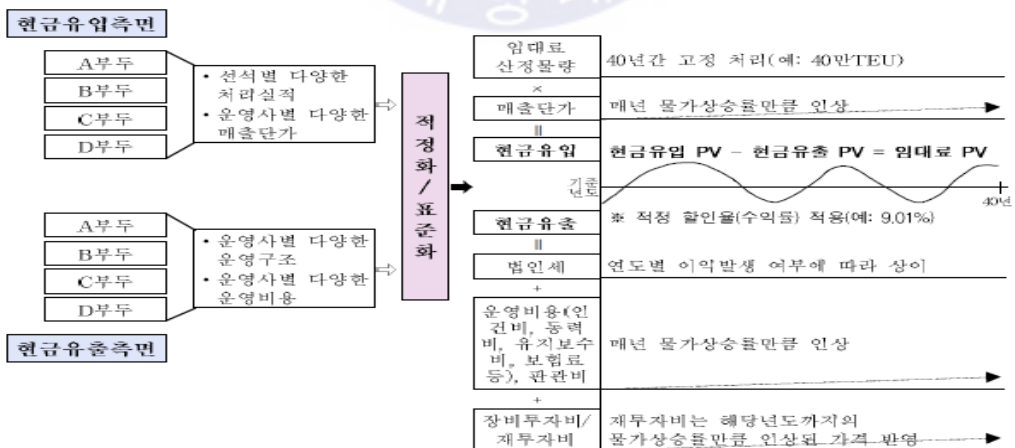 현금유입측면
A부두
B부두
C부두
D부두
• 선석별 다양한
처리실적
• 운영사별 다양한
매출단가
A부두
B부두
C부두
D부두
• 운영사별 다양한
운영구조
• 운영사별 다양한
운영비용
현금유출측면
적정화/표준화
임대료
산정물량
40년간 고정 처리(예: 40만TEU)
×
매출단가
매년 물가상승률만큼 인상
॥
현금유입
현금유입 PV - 현금유출 PV = 임대료 PV
기준
년도
40년
현금유출
※ 적정 할인율(수익률) 적용(예: 9.01%)
॥
법인세
연도별 이익발생 여부에 따라 상이
+
운영비용(인
건비, 동력
비, 유지보수
비, 보험료
등), 판관비
매년 물가상승률만큼 인상
+
장비투자비/
재투자비
재투자비는 해당년도까지의
물가상승률만큼 인상된 가격 반영